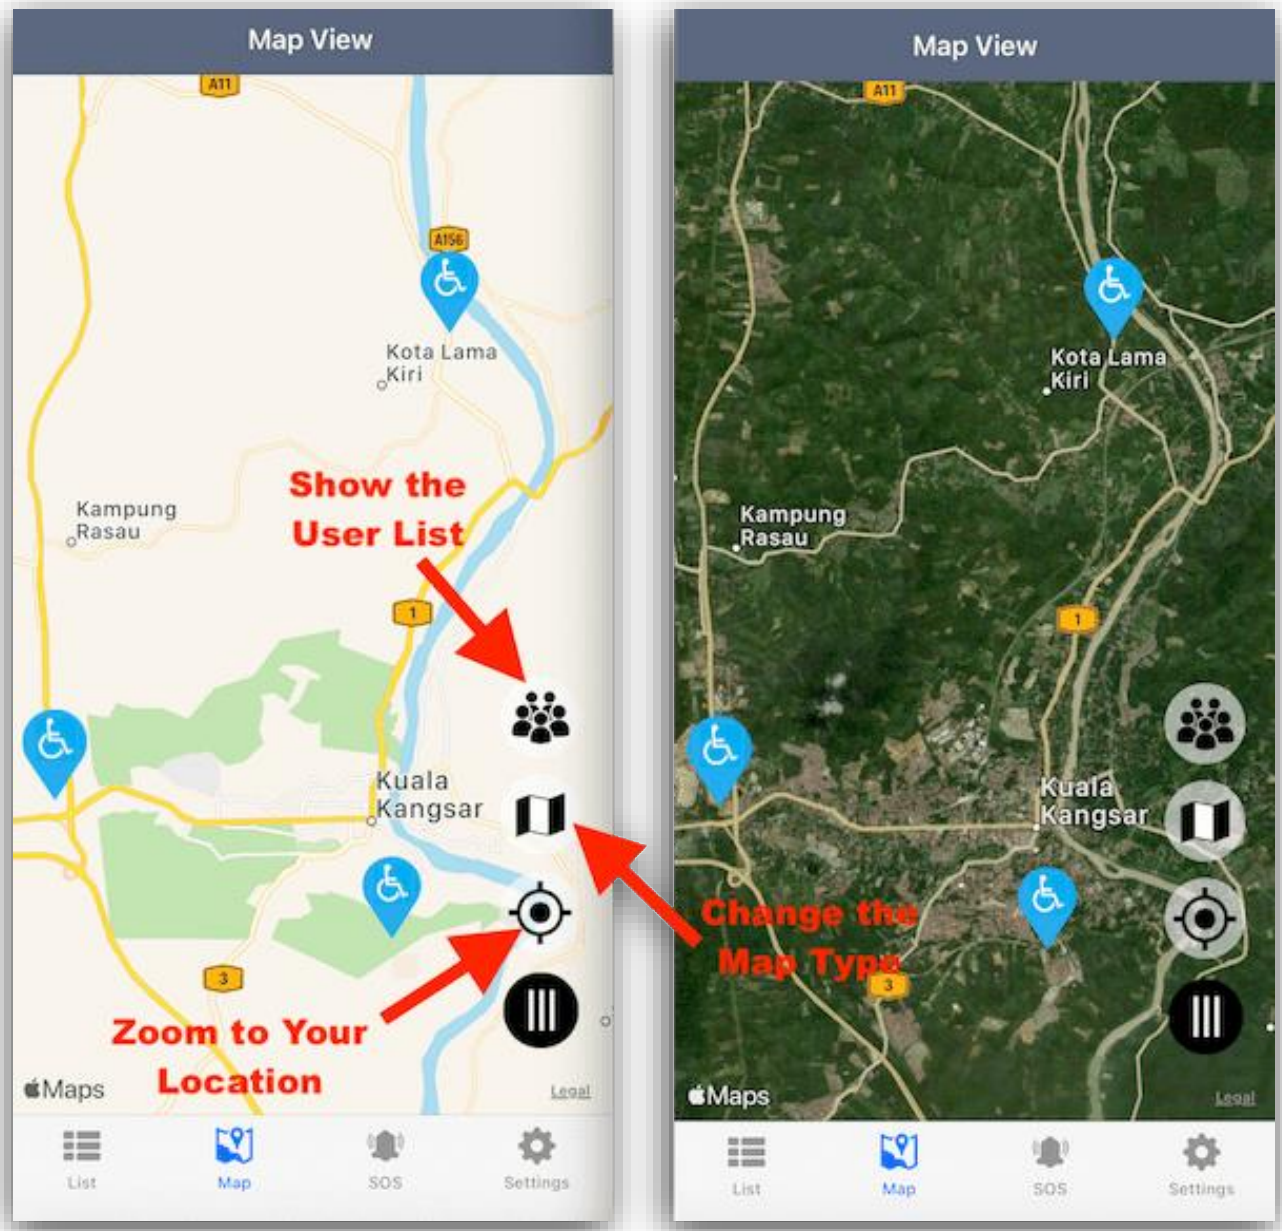 Map View
A11
A156
Kota Lama
Kiri
Show the
User List
Kampung
Rasau
1
Kuala
Kangsar
3
Zoom to Your
Location
Maps
Legal
List
Map
SOS
Settings
Map View
A11
Kota Lama
Kiri
Kampung
Rasau
1
Kuala
Kangsar
Change the
Map Type
3
Maps
Legal
List
Map
SOS
Settings